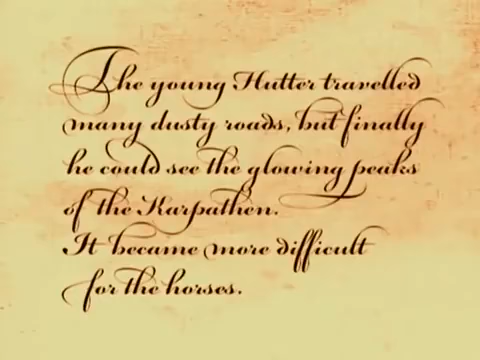 The young Hutter travelled
many dusty roads, but finally
he could see the glowing peaks
of the Karpathen.
It became more difficult
for the horses.